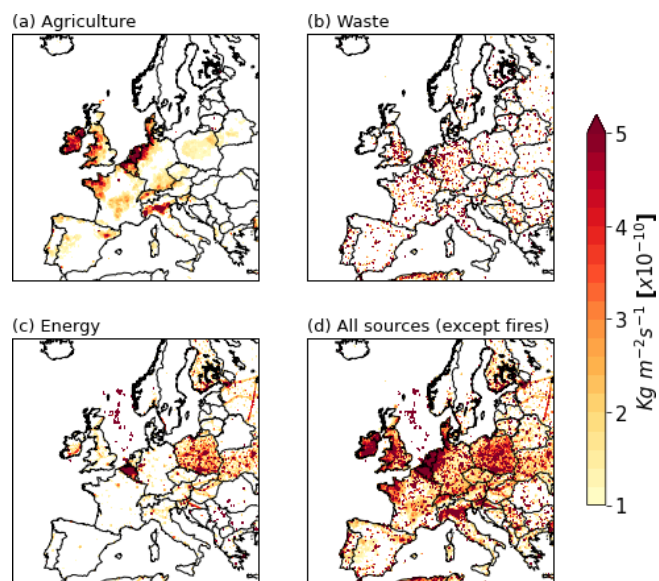 (a) Agriculture
(b) Waste
(c) Energy
(d) All sources (except fires)
5
4
3
2
1
Kg m⁻²s⁻¹ [x10⁻¹⁰]